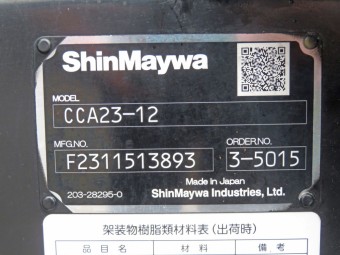 ShinMaywa
MODEL
CCA23-12
MFG.NO. ORDER.NO.
F2311513893 3-5015
Made in Japan
203-28295-0 ShinMaywa Industries, Ltd.
架装物樹脂類材料表(出荷時)
品 目 名 材 料 備 考